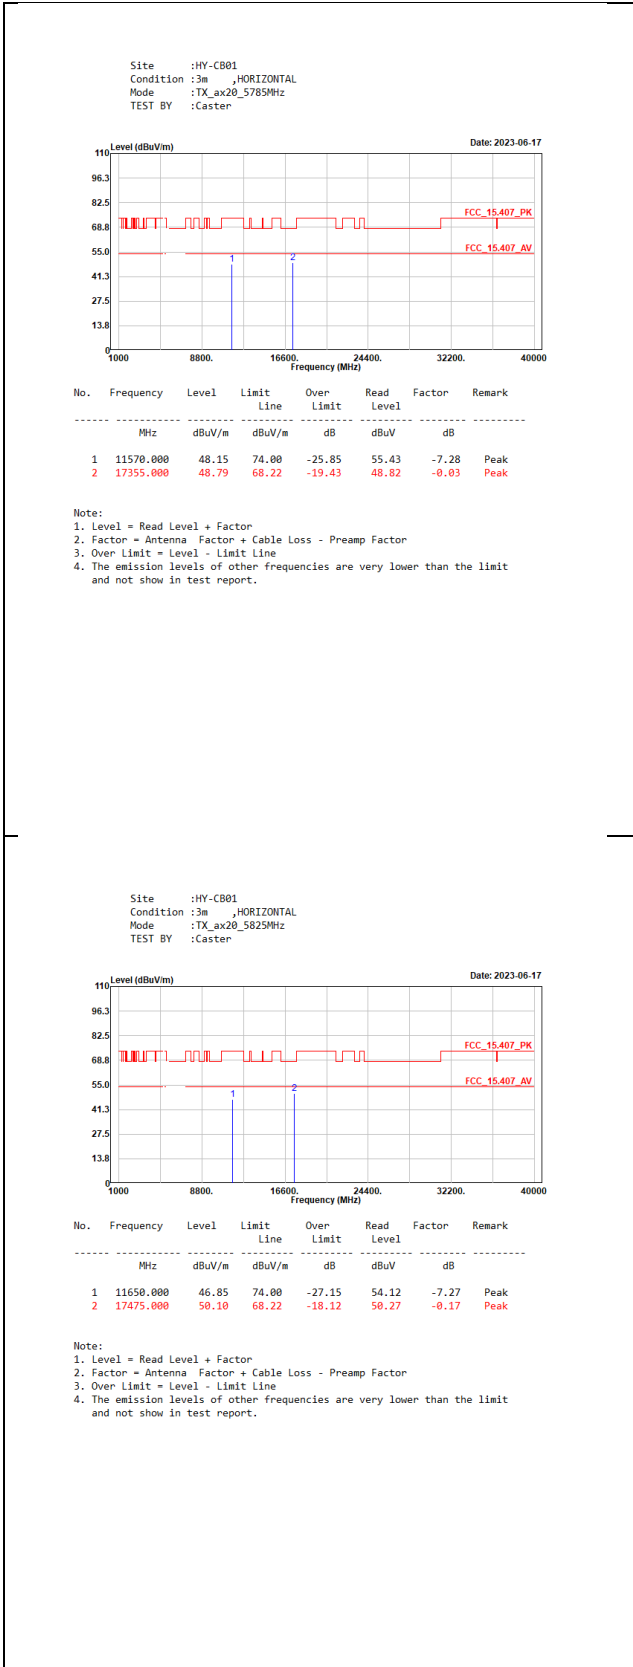 Site      :HY-CB01
Condition :3m    ,HORIZONTAL
Mode      :TX_ax20_5785MHz
TEST BY   :Caster
Level (dBuV/m)    Date: 2023-06-17
110
96.3
82.5
FCC_15.407_PK
68.8
55.0
FCC_15.407_AV
1    2
41.3
27.5
13.8
0
1000    8800.    16600.    24400.    32200.    40000
Frequency (MHz)
No.   Frequency    Level    Limit      Over      Read    Factor    Remark
Line     Limit     Level
------ ----------- -------- --------- --------- --------- -------- ---------
MHz      dBuV/m    dBuV/m      dB      dBuV       dB
1   11570.000     48.15    74.00    -25.85     55.43     -7.28   Peak
2   17355.000     48.79    68.22    -19.43     48.82     -0.03   Peak
Note:
1. Level = Read Level + Factor
2. Factor = Antenna  Factor + Cable Loss - Preamp Factor
3. Over Limit = Level - Limit Line
4. The emission levels of other frequencies are very lower than the limit
and not show in test report.
Site      :HY-CB01
Condition :3m    ,HORIZONTAL
Mode      :TX_ax20_5825MHz
TEST BY   :Caster
Level (dBuV/m)    Date: 2023-06-17
110
96.3
82.5
FCC_15.407_PK
68.8
55.0
FCC_15.407_AV
1    2
41.3
27.5
13.8
0
1000    8800.    16600.    24400.    32200.    40000
Frequency (MHz)
No.   Frequency    Level    Limit      Over      Read    Factor    Remark
Line     Limit     Level
------ ----------- -------- --------- --------- --------- -------- ---------
MHz      dBuV/m    dBuV/m      dB      dBuV       dB
1   11650.000     46.85    74.00    -27.15     54.12     -7.27   Peak
2   17475.000     50.10    68.22    -18.12     50.27     -0.17   Peak
Note:
1. Level = Read Level + Factor
2. Factor = Antenna  Factor + Cable Loss - Preamp Factor
3. Over Limit = Level - Limit Line
4. The emission levels of other frequencies are very lower than the limit
and not show in test report.